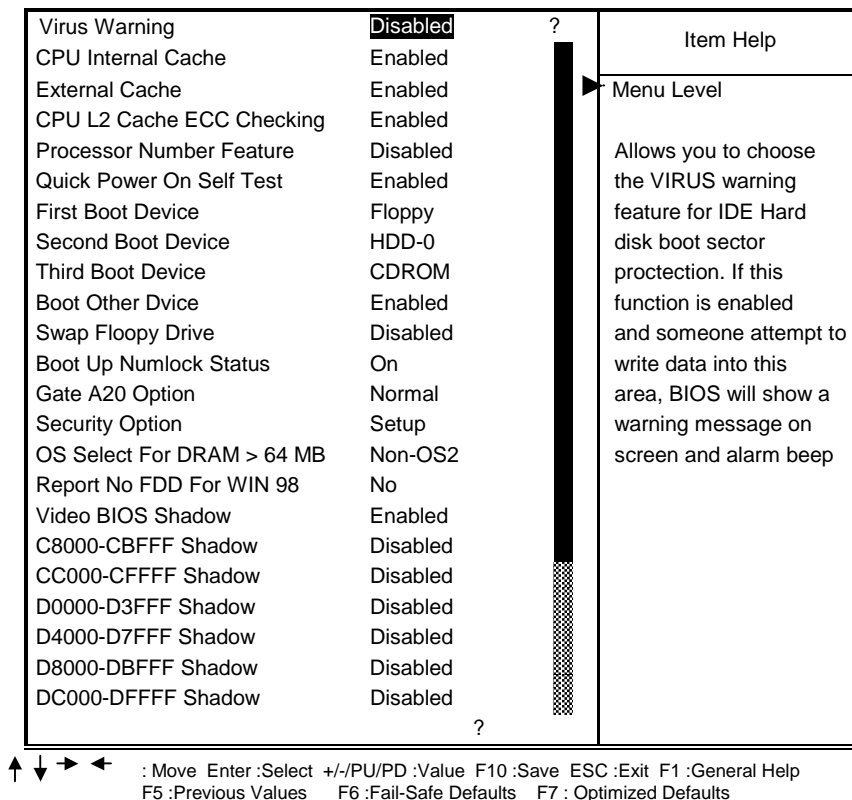 Virus Warning Disabled ?
CPU Internal Cache Enabled
External Cache Enabled
CPU L2 Cache ECC Checking Enabled
Processor Number Feature Disabled
Quick Power On Self Test Enabled
First Boot Device Floppy
Second Boot Device HDD-0
Third Boot Device CDROM
Boot Other Dvice Enabled
Swap Floopy Drive Disabled
Boot Up Numlock Status On
Gate A20 Option Normal
Security Option Setup
OS Select For DRAM > 64 MB Non-OS2
Report No FDD For WIN 98 No
Video BIOS Shadow Enabled
C8000-CBFFF Shadow Disabled
CC000-CFFFF Shadow Disabled
D0000-D3FFF Shadow Disabled
D4000-D7FFF Shadow Disabled
D8000-DBFFF Shadow Disabled
DC000-DFFFF Shadow Disabled
?
Item Help
Menu Level
Allows you to choose
the VIRUS warning
feature for IDE Hard
disk boot sector
proctection. If this
function is enabled
and someone attempt to
write data into this
area, BIOS will show a
warning message on
screen and alarm beep
: Move Enter :Select +/-/PU/PD :Value F10 :Save ESC :Exit F1 :General Help
F5 :Previous Values F6 :Fail-Safe Defaults F7 : Optimized Defaults